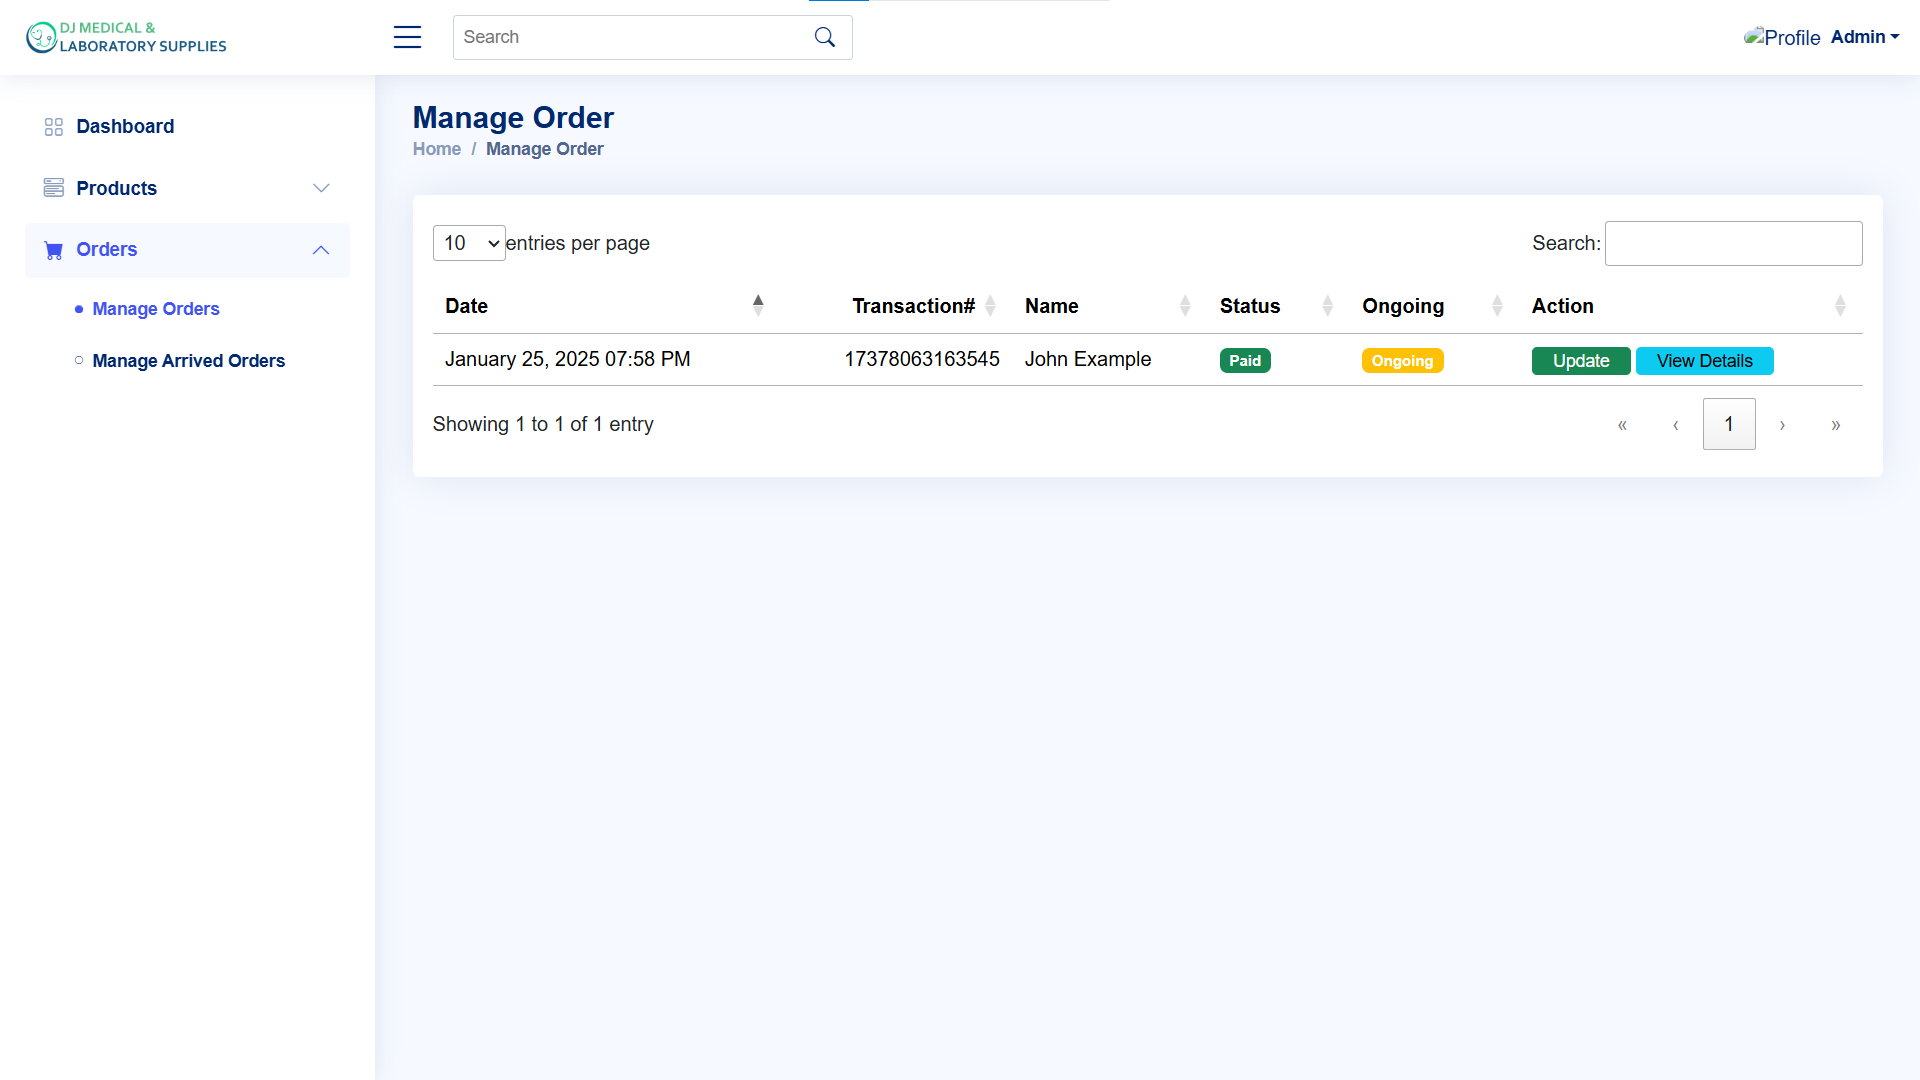 DJ MEDICAL &
LABORATORY SUPPLIES
Search
Profile Admin
Dashboard
Products
Orders
Manage Orders
Manage Arrived Orders
Manage Order
Home / Manage Order
10 entries per page
Search:
Date Transaction# Name Status Ongoing Action
January 25, 2025 07:58 PM 17378063163545 John Example Paid Ongoing Update View Details
Showing 1 to 1 of 1 entry
« ‹ 1 › »